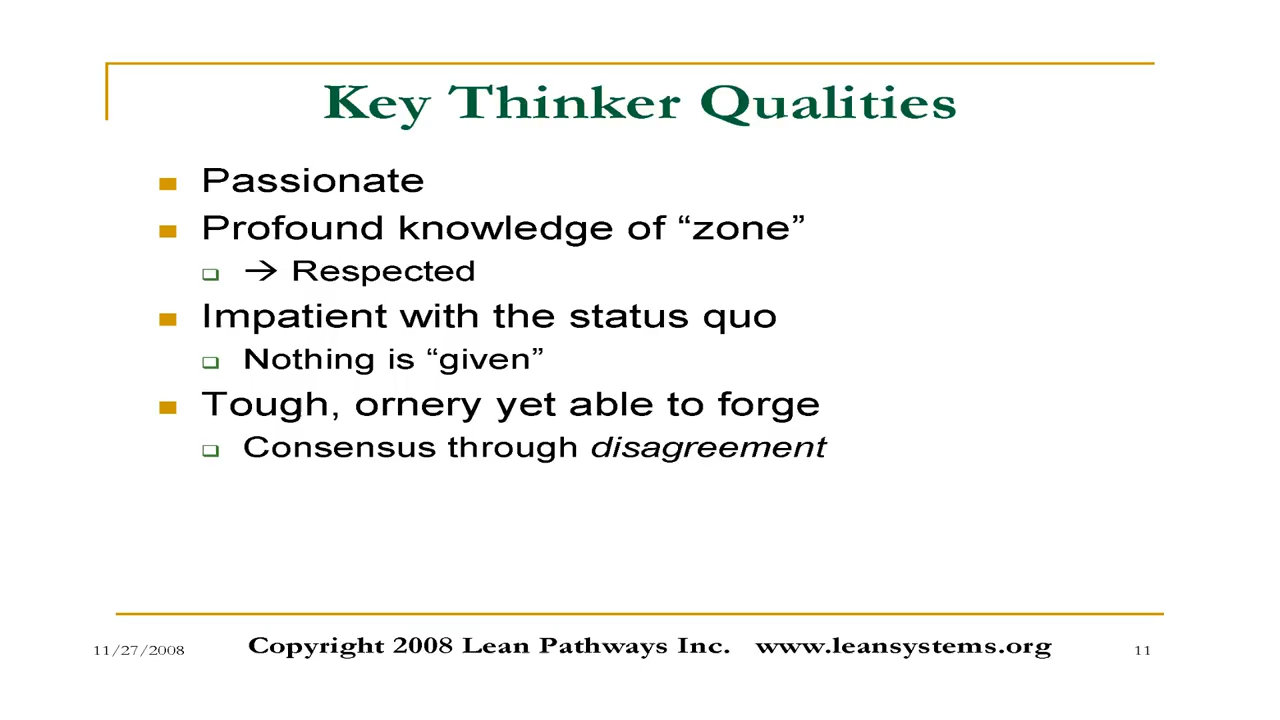 Key Thinker Qualities
Passionate
Profound knowledge of “zone”
→ Respected
Impatient with the status quo
Nothing is “given”
Tough, ornery yet able to forge
Consensus through disagreement
11/27/2008 Copyright 2008 Lean Pathways Inc. www.leansystems.org 11